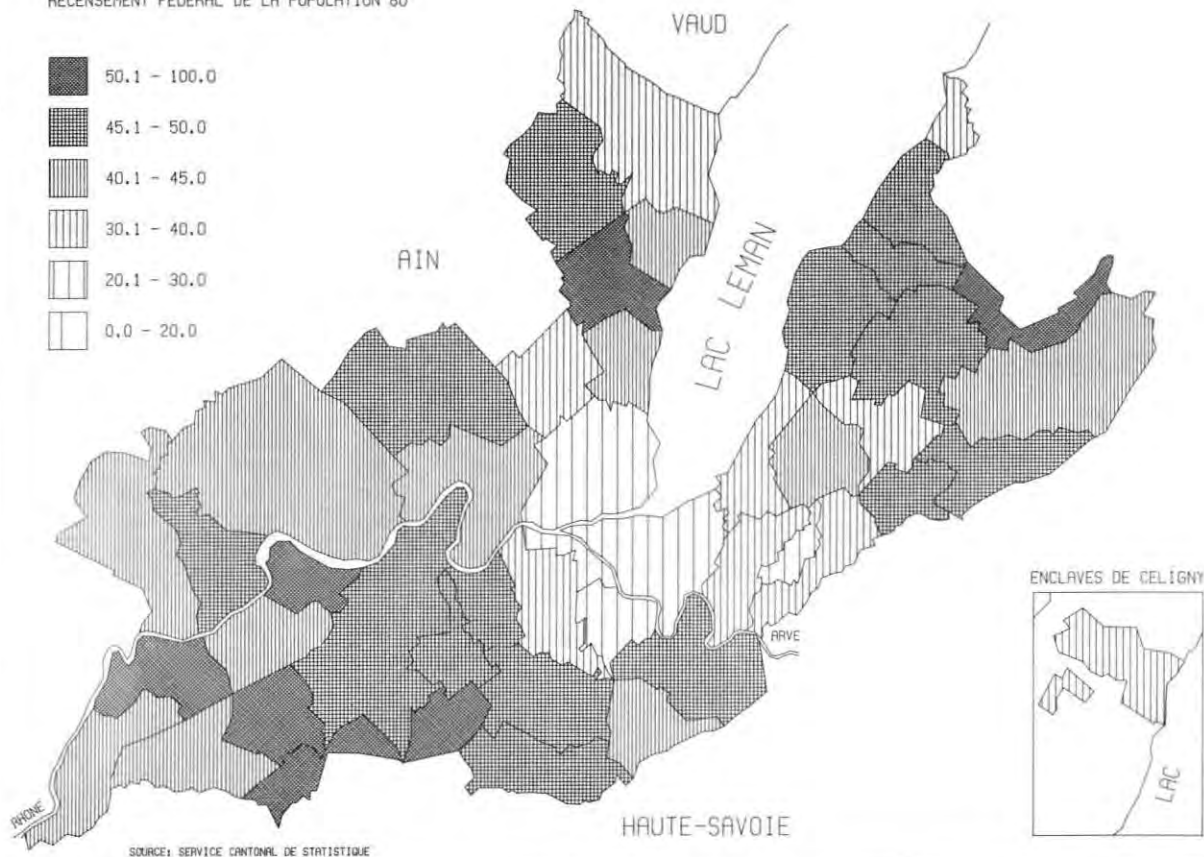 RECENSEMENT FEDERAL DE LA POPULATION 80
50.1 - 100.0
45.1 - 50.0
40.1 - 45.0
30.1 - 40.0
20.1 - 30.0
0.0 - 20.0
VAUD
AIN
LAC LEMAN
ENCLAVES DE CELIGNY
ARVE
LAC
RHONE
HAUTE-SAVOIE
SOURCE: SERVICE CANTONAL DE STATISTIQUE